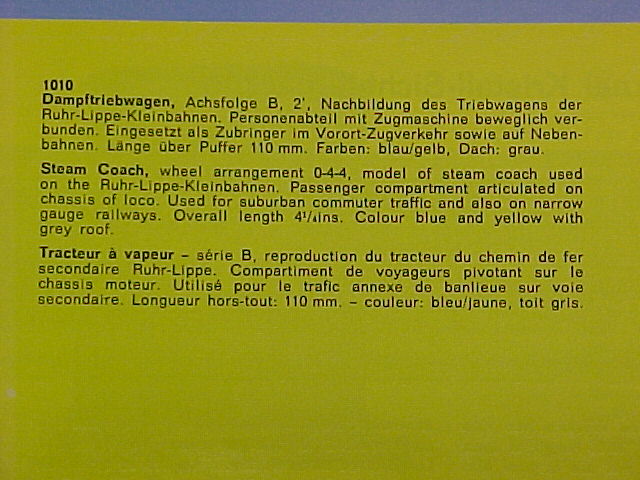 1010
Dampftriebwagen, Achsfolge B, 2', Nachbildung des Triebwagens der
Ruhr-Lippe-Kleinbahnen. Personenabteil mit Zugmaschine beweglich ver-
bunden. Eingesetzt als Zubringer im Vorort-Zugverkehr sowie auf Neben-
bahnen. Länge über Puffer 110 mm. Farben: blau/gelb, Dach: grau.
Steam Coach, wheel arrangement 0-4-4, model of steam coach used
on the Ruhr-Lippe-Kleinbahnen. Passenger compartment articulated on
chassis of loco. Used for suburban commuter traffic and also on narrow
gauge railways. Overall length 4¹/₄ins. Colour blue and yellow with
grey roof.
Tracteur à vapeur – série B, reproduction du tracteur du chemin de fer
secondaire Ruhr-Lippe. Compartiment de voyageurs pivotant sur le
chassis moteur. Utilisé pour le trafic annexe de banlieue sur voie
secondaire. Longueur hors-tout: 110 mm. – couleur: bleu/jaune, toit gris.